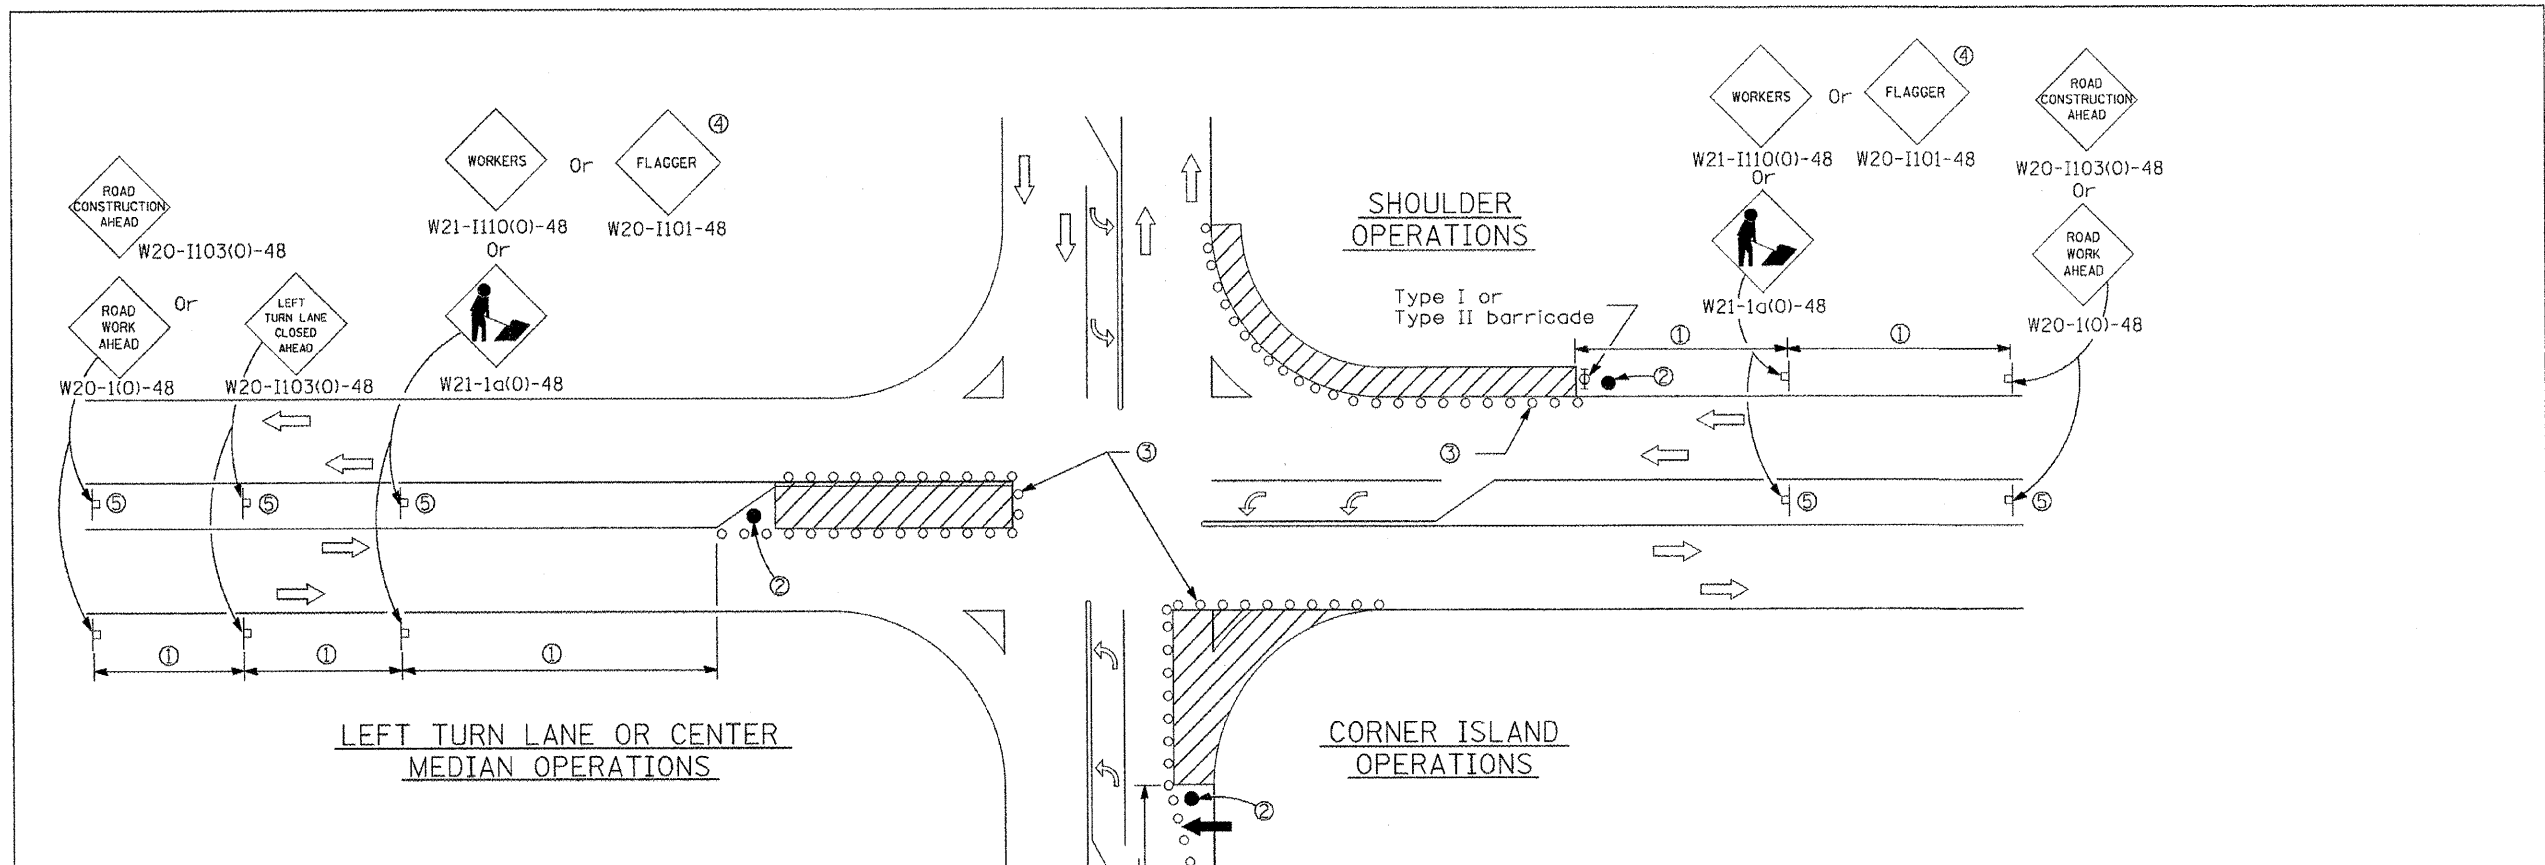 ROAD
CONSTRUCTION
AHEAD
W20-I103(O)-48
ROAD
WORK
AHEAD
Or
W20-1(O)-48
LEFT
TURN LANE
CLOSED
AHEAD
W20-I103(O)-48
WORKERS
Or
FLAGGER
④
W21-I110(O)-48
W20-I101-48
Or
W21-1a(O)-48
⑤
⑤
⑤
①
①
①
②
③
LEFT TURN LANE OR CENTER
MEDIAN OPERATIONS
SHOULDER
OPERATIONS
Type I or
Type II barricade
WORKERS
Or
FLAGGER
④
W21-I110(O)-48
W20-I101-48
Or
W21-1a(O)-48
ROAD
CONSTRUCTION
AHEAD
W20-I103(O)-48
Or
ROAD
WORK
AHEAD
W20-1(O)-48
①
①
②
③
⑤
⑤
CORNER ISLAND
OPERATIONS
②